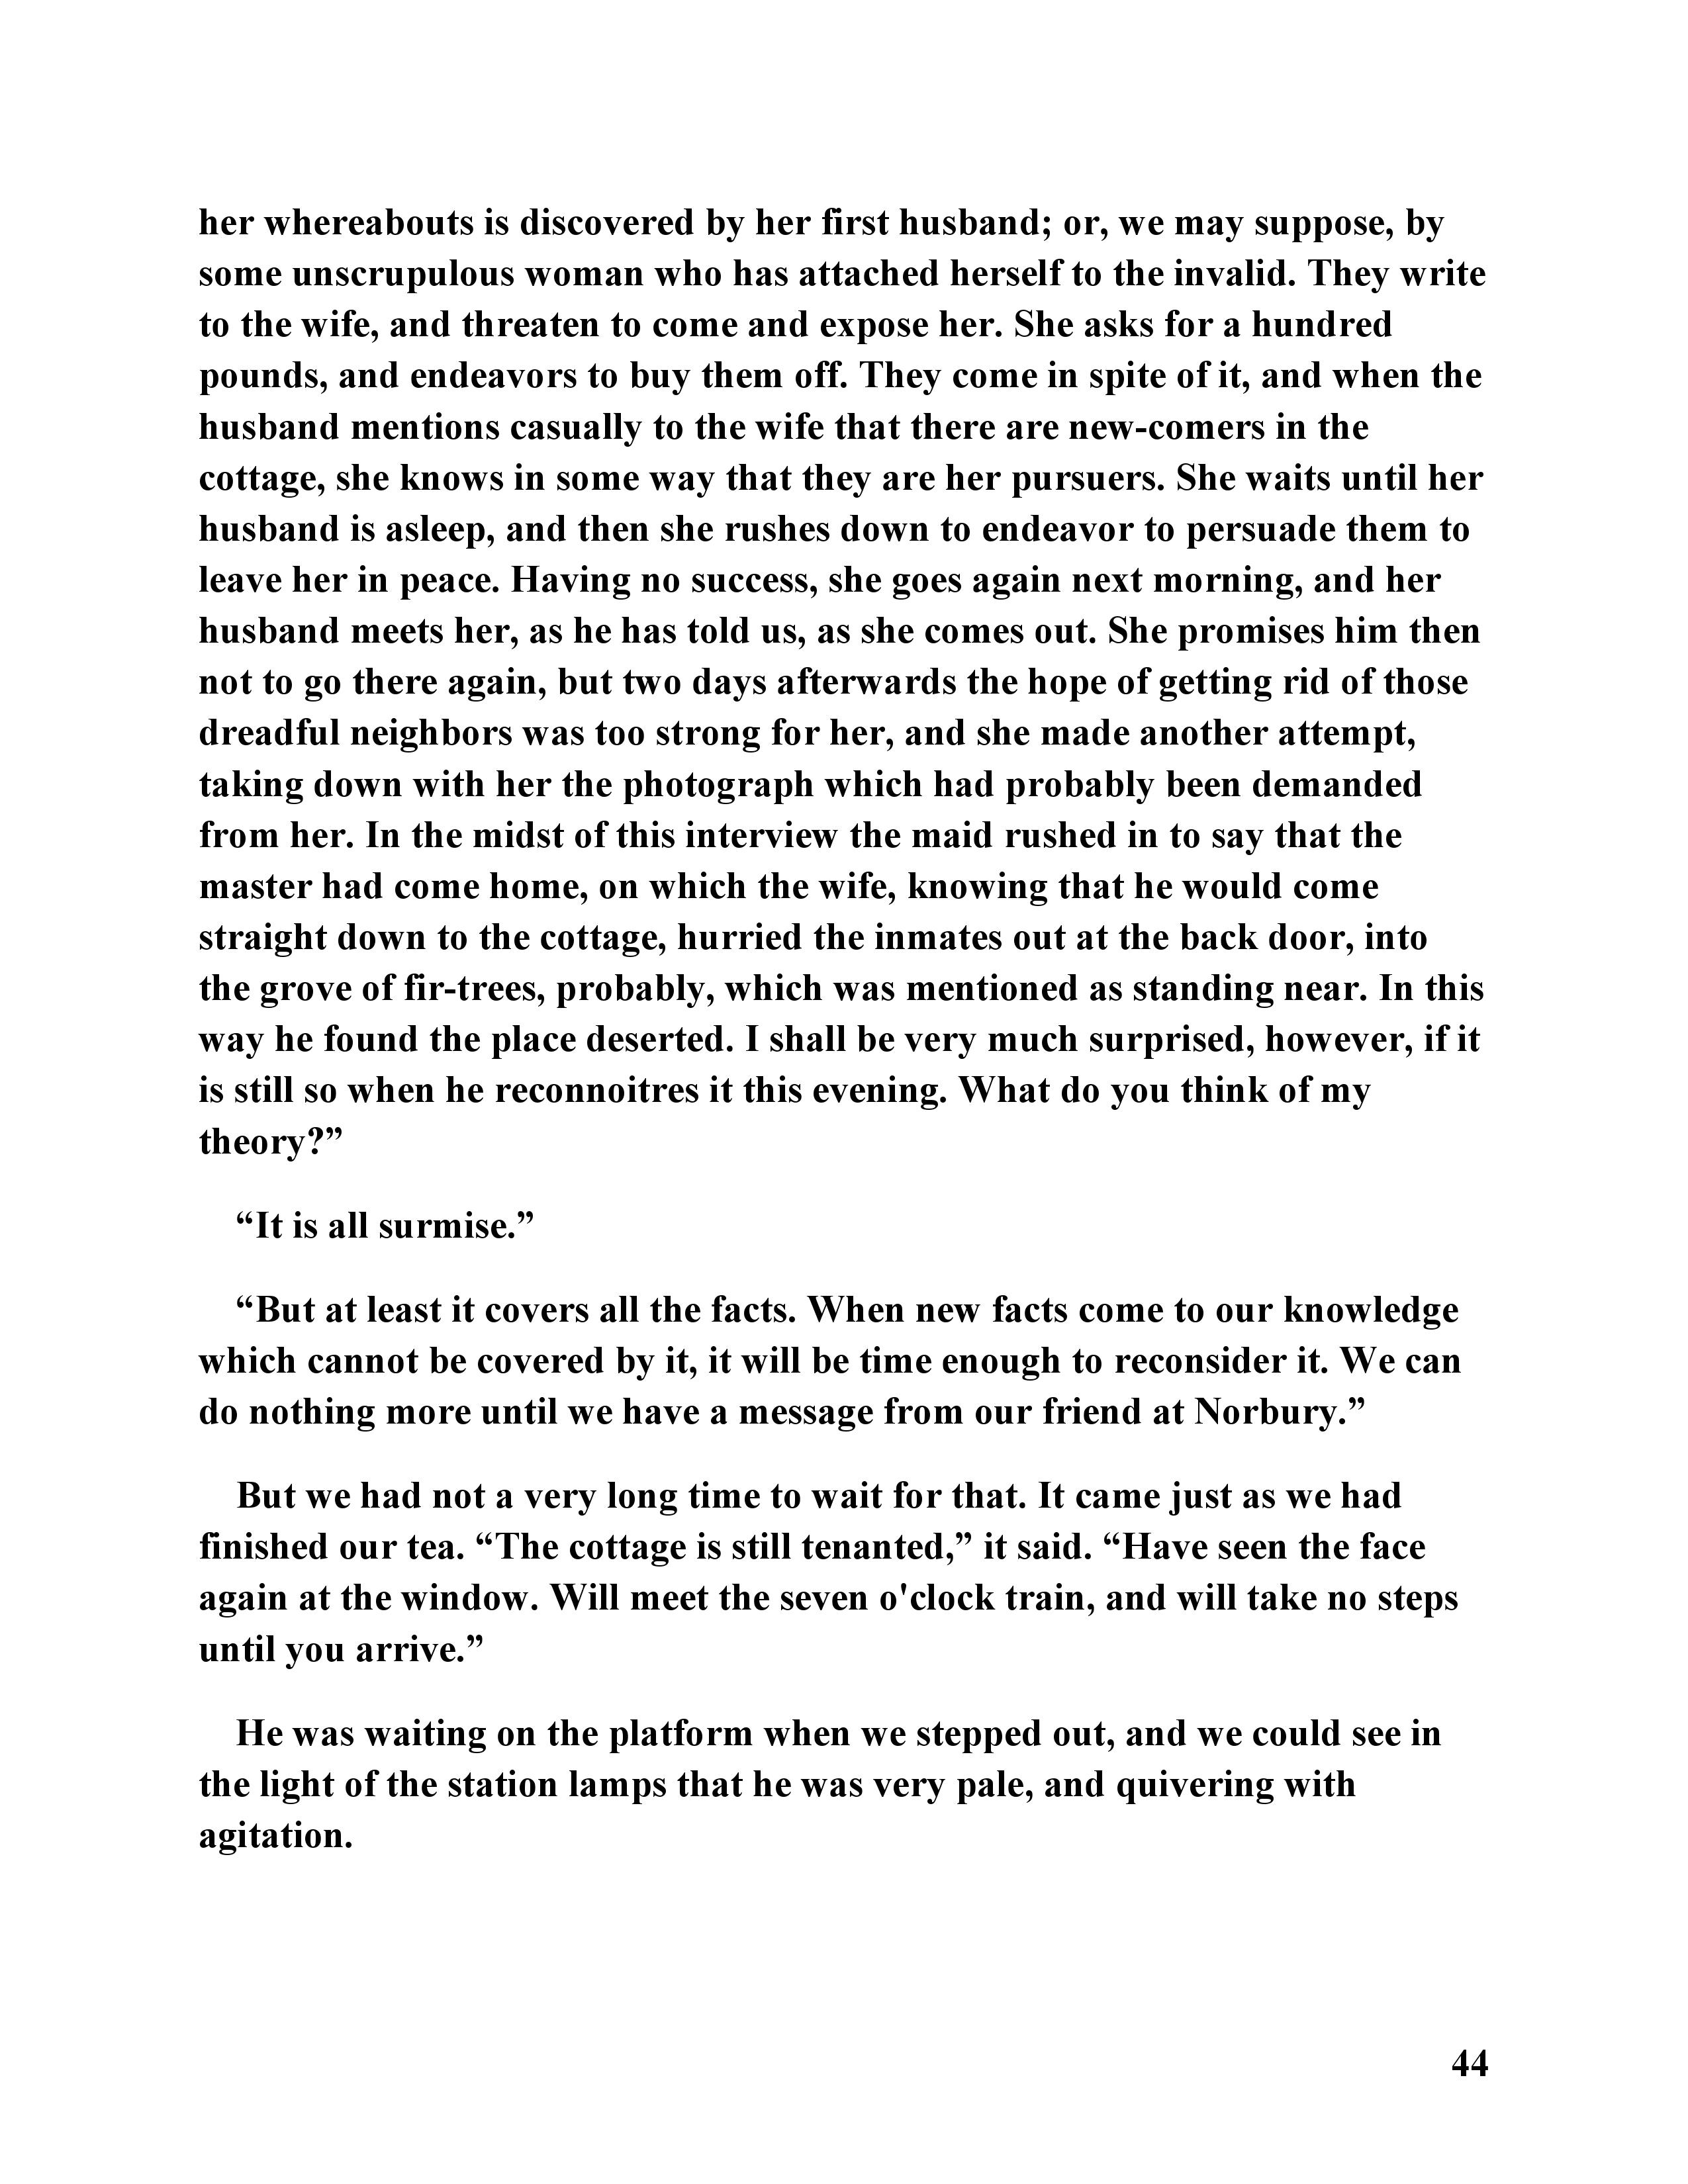 her whereabouts is discovered by her first husband; or, we may suppose, by
some unscrupulous woman who has attached herself to the invalid. They write
to the wife, and threaten to come and expose her. She asks for a hundred
pounds, and endeavors to buy them off. They come in spite of it, and when the
husband mentions casually to the wife that there are new-comers in the
cottage, she knows in some way that they are her pursuers. She waits until her
husband is asleep, and then she rushes down to endeavor to persuade them to
leave her in peace. Having no success, she goes again next morning, and her
husband meets her, as he has told us, as she comes out. She promises him then
not to go there again, but two days afterwards the hope of getting rid of those
dreadful neighbors was too strong for her, and she made another attempt,
taking down with her the photograph which had probably been demanded
from her. In the midst of this interview the maid rushed in to say that the
master had come home, on which the wife, knowing that he would come
straight down to the cottage, hurried the inmates out at the back door, into
the grove of fir-trees, probably, which was mentioned as standing near. In this
way he found the place deserted. I shall be very much surprised, however, if it
is still so when he reconnoitres it this evening. What do you think of my
theory?”
“It is all surmise.”
“But at least it covers all the facts. When new facts come to our knowledge
which cannot be covered by it, it will be time enough to reconsider it. We can
do nothing more until we have a message from our friend at Norbury.”
But we had not a very long time to wait for that. It came just as we had
finished our tea. “The cottage is still tenanted,” it said. “Have seen the face
again at the window. Will meet the seven o'clock train, and will take no steps
until you arrive.”
He was waiting on the platform when we stepped out, and we could see in
the light of the station lamps that he was very pale, and quivering with
agitation.
44